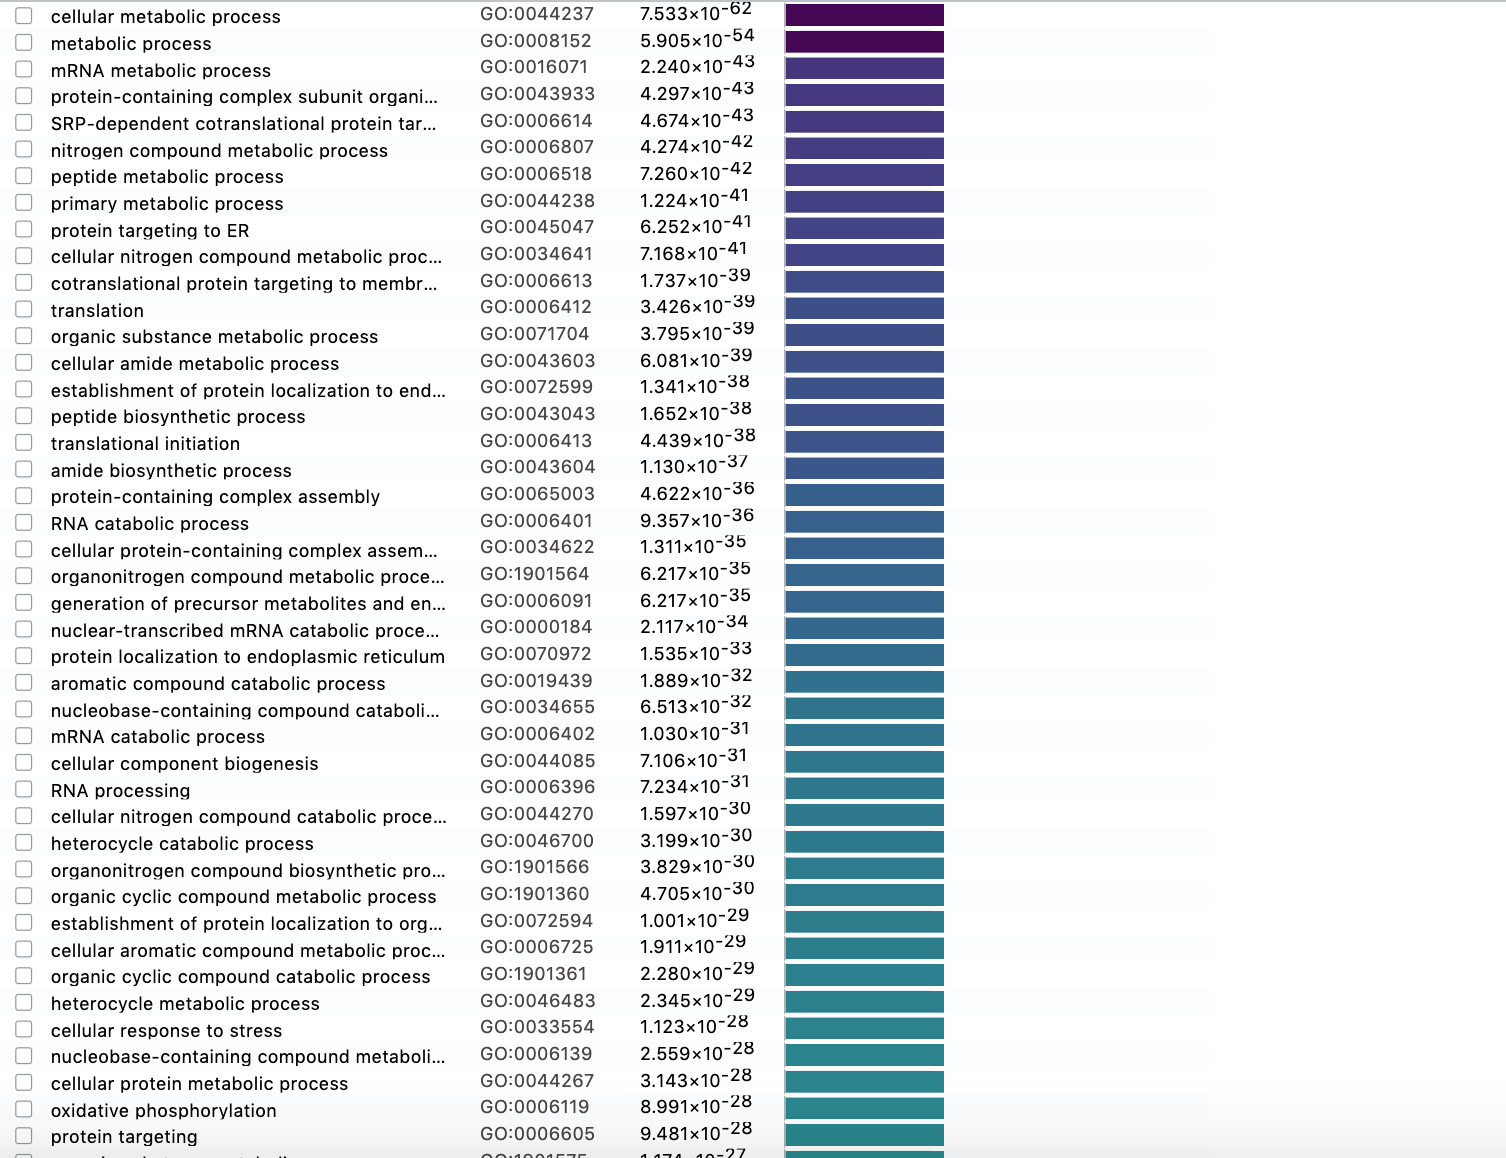 cellular metabolic process GO:0044237 7.533×10⁻⁶²
metabolic process GO:0008152 5.905×10⁻⁵⁴
mRNA metabolic process GO:0016071 2.240×10⁻⁴³
protein-containing complex subunit organi... GO:0043933 4.297×10⁻⁴³
SRP-dependent cotranslational protein tar... GO:0006614 4.674×10⁻⁴³
nitrogen compound metabolic process GO:0006807 4.274×10⁻⁴²
peptide metabolic process GO:0006518 7.260×10⁻⁴²
primary metabolic process GO:0044238 1.224×10⁻⁴¹
protein targeting to ER GO:0045047 6.252×10⁻⁴¹
cellular nitrogen compound metabolic proc... GO:0034641 7.168×10⁻⁴¹
cotranslational protein targeting to membr... GO:0006613 1.737×10⁻³⁹
translation GO:0006412 3.426×10⁻³⁹
organic substance metabolic process GO:0071704 3.795×10⁻³⁹
cellular amide metabolic process GO:0043603 6.081×10⁻³⁹
establishment of protein localization to end... GO:0072599 1.341×10⁻³⁸
peptide biosynthetic process GO:0043043 1.652×10⁻³⁸
translational initiation GO:0006413 4.439×10⁻³⁸
amide biosynthetic process GO:0043604 1.130×10⁻³⁷
protein-containing complex assembly GO:0065003 4.622×10⁻³⁶
RNA catabolic process GO:0006401 9.357×10⁻³⁶
cellular protein-containing complex assem... GO:0034622 1.311×10⁻³⁵
organonitrogen compound metabolic proce... GO:1901564 6.217×10⁻³⁵
generation of precursor metabolites and en... GO:0006091 6.217×10⁻³⁵
nuclear-transcribed mRNA catabolic proce... GO:0000184 2.117×10⁻³⁴
protein localization to endoplasmic reticulum GO:0070972 1.535×10⁻³³
aromatic compound catabolic process GO:0019439 1.889×10⁻³²
nucleobase-containing compound cataboli... GO:0034655 6.513×10⁻³²
mRNA catabolic process GO:0006402 1.030×10⁻³¹
cellular component biogenesis GO:0044085 7.106×10⁻³¹
RNA processing GO:0006396 7.234×10⁻³¹
cellular nitrogen compound catabolic proce... GO:0044270 1.597×10⁻³⁰
heterocycle catabolic process GO:0046700 3.199×10⁻³⁰
organonitrogen compound biosynthetic pro... GO:1901566 3.829×10⁻³⁰
organic cyclic compound metabolic process GO:1901360 4.705×10⁻³⁰
establishment of protein localization to org... GO:0072594 1.001×10⁻²⁹
cellular aromatic compound metabolic proc... GO:0006725 1.911×10⁻²⁹
organic cyclic compound catabolic process GO:1901361 2.280×10⁻²⁹
heterocycle metabolic process GO:0046483 2.345×10⁻²⁹
cellular response to stress GO:0033554 1.123×10⁻²⁸
nucleobase-containing compound metaboli... GO:0006139 2.559×10⁻²⁸
cellular protein metabolic process GO:0044267 3.143×10⁻²⁸
oxidative phosphorylation GO:0006119 8.991×10⁻²⁸
protein targeting GO:0006605 9.481×10⁻²⁸